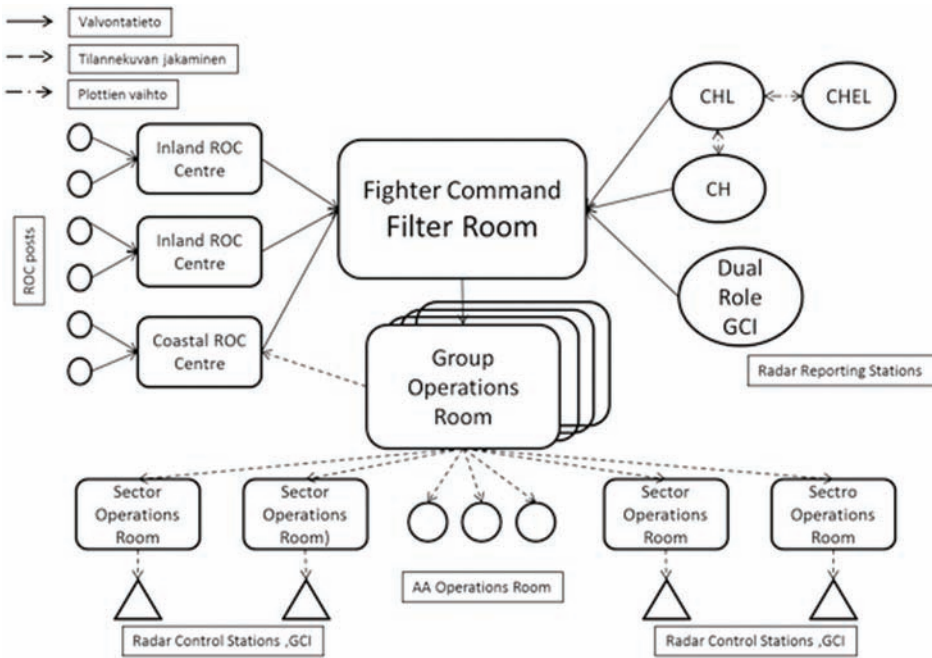 Valvontatieto
Tilannekuvan jakaminen
Plottien vaihto
ROC posts
Inland ROC
Centre
Inland ROC
Centre
Coastal ROC
Centre
Fighter Command
Filter Room
CHL
CHEL
CH
Dual
Role
GCI
Radar Reporting Stations
Group
Operations
Room
Sector
Operations
Room
Sector
Operations
Room)
AA Operations Room
Sector
Operations
Room
Sectro
Operations
Room
Radar Control Stations ,GCI
Radar Control Stations ,GCI